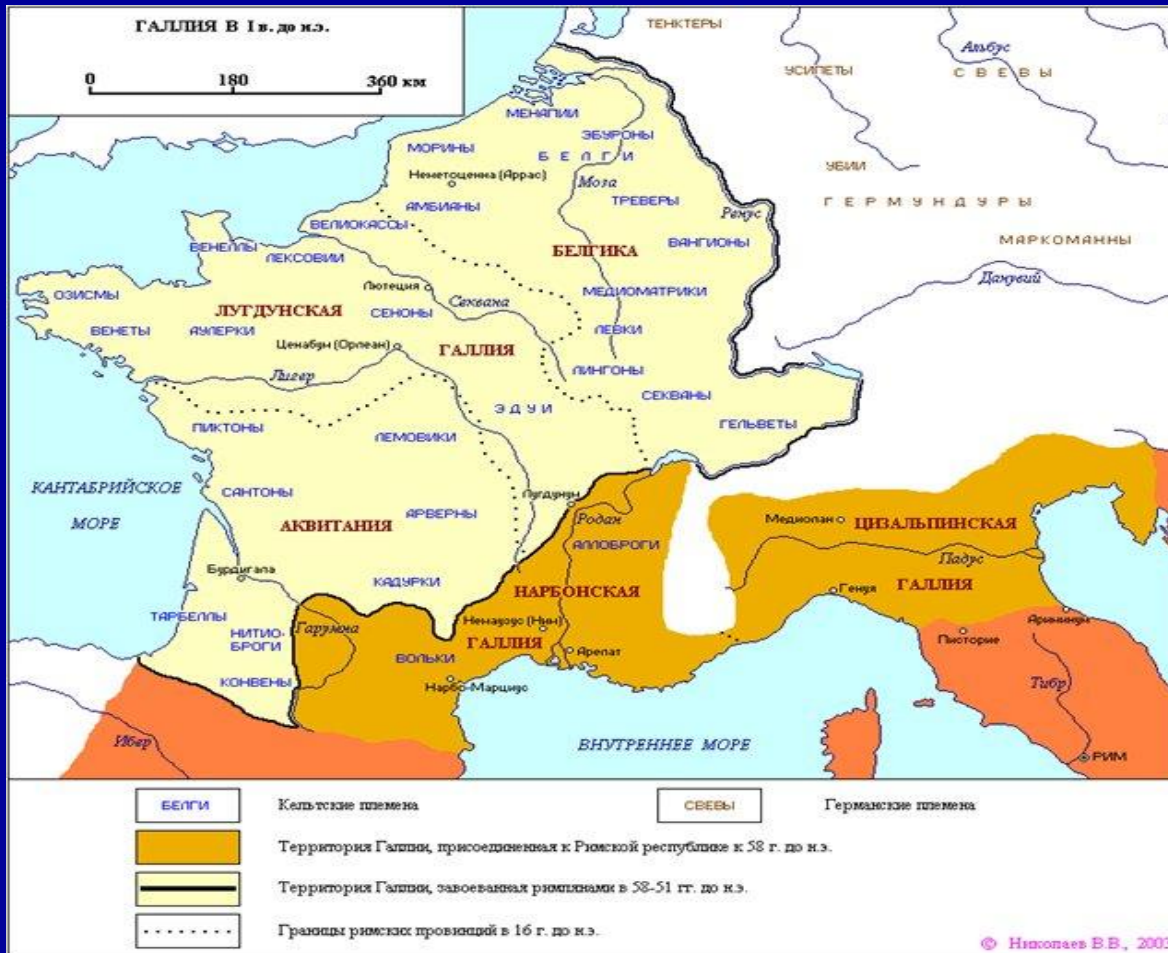 ГАЛЛИЯ В I в. до н.э.
0 180 360 км
ТЕНКТЕРЫ
Альбус
УСИПЕТЫ
СВЕВЫ
МЕНАПИИ
ЭБУРОНЫ
МОРИНЫ
БЕЛГИ
УБИИ
Неметоценна (Аррас)
Моза
ТРЕВЕРЫ
ГЕРМУНДУРЫ
АМБИАНЫ
Ренус
ВЕЛИОКАССЫ
ВАНГИОНЫ
МАРКОМАННЫ
ВЕНЕЛЛЫ
ЛЕКСОВИИ
БЕЛГИКА
Данувий
ОЗИСМЫ
Лютеция
МЕДИОМАТРИКИ
ЛУГДУНСКАЯ
СЕНОНЫ
Секвана
ВЕНЕТЫ
АУЛЕРКИ
ЛЕВКИ
Ценабум (Орлеан)
ГАЛЛИЯ
Лигер
ЛИНГОНЫ
СЕКВАНЫ
ЭДУИ
ГЕЛЬВЕТЫ
ПИКТОНЫ
ЛЕМОВИКИ
КАНТАБРИЙСКОЕ
МОРЕ
САНТОНЫ
Лугдунум
АРВЕРНЫ
Родан
Медиолан
ЦИЗАЛЬПИНСКАЯ
АКВИТАНИЯ
АЛЛОБРОГИ
Падус
Бурдигала
КАДУРКИ
НАРБОНСКАЯ
Генуя
ГАЛЛИЯ
ТАРБЕЛЛЫ
Гарумна
Немаузус (Ним)
Ариминум
НИТИО-
БРОГИ
ГАЛЛИЯ
Писторие
ВОЛЬКИ
Арелат
КОНВЕНЫ
Нарбо-Марциус
Тибр
Ибер
ВНУТРЕННЕЕ МОРЕ
РИМ
БЕЛГИ Кельтские племена
СВЕВЫ Германские племена
Территория Галлии, присоединенная к Римской республике к 58 г. до н.э.
Территория Галлии, завоеванная римлянами в 58-51 гг. до н.э.
Границы римских провинций в 16 г. до н.э.
© Николаев В.В., 2003